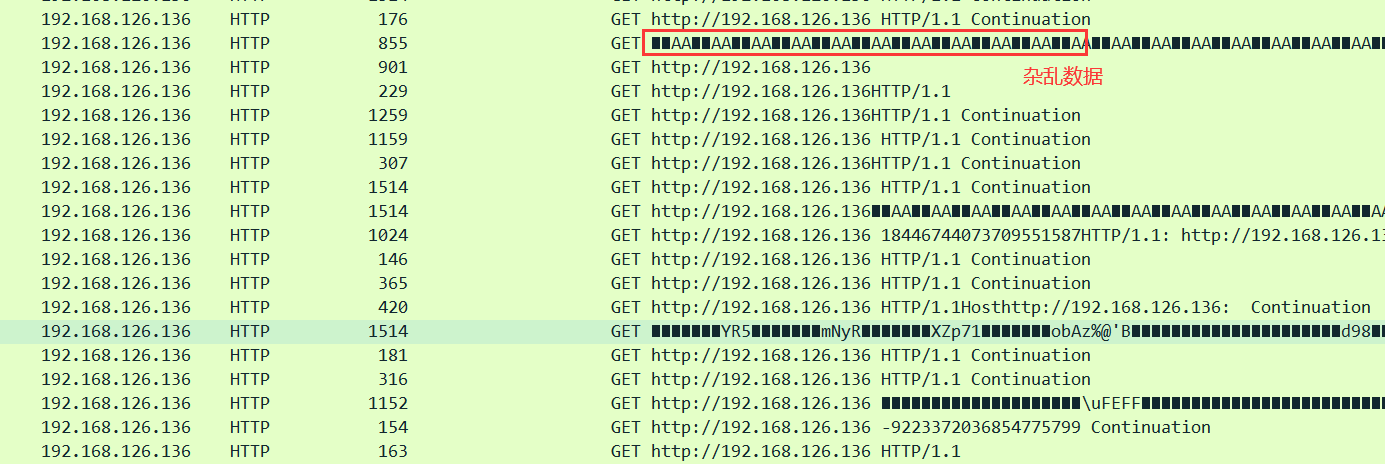 192.168.126.136 HTTP 176 GET http://192.168.126.136 HTTP/1.1 Continuation
192.168.126.136 HTTP 855 GET ■■AA■■AA■■AA■■AA■■AA■■AA■■AA■■AA■■AA■■AA■■AA■■AA■■AA■■AA■■AA■■AA■■AA■■AA■■
192.168.126.136 HTTP 901 GET http://192.168.126.136
杂乱数据
192.168.126.136 HTTP 229 GET http://192.168.126.136HTTP/1.1
192.168.126.136 HTTP 1259 GET http://192.168.126.136HTTP/1.1 Continuation
192.168.126.136 HTTP 1159 GET http://192.168.126.136 HTTP/1.1 Continuation
192.168.126.136 HTTP 307 GET http://192.168.126.136HTTP/1.1 Continuation
192.168.126.136 HTTP 1514 GET http://192.168.126.136 HTTP/1.1 Continuation
192.168.126.136 HTTP 1514 GET http://192.168.126.136■■AA■■AA■■AA■■AA■■AA■■AA■■AA■■AA■■AA■■AA■■AA■■AA■■A
192.168.126.136 HTTP 1024 GET http://192.168.126.136 18446744073709551587HTTP/1.1: http://192.168.126.13
192.168.126.136 HTTP 146 GET http://192.168.126.136 HTTP/1.1 Continuation
192.168.126.136 HTTP 365 GET http://192.168.126.136 HTTP/1.1 Continuation
192.168.126.136 HTTP 420 GET http://192.168.126.136 HTTP/1.1Hosthttp://192.168.126.136: Continuation
192.168.126.136 HTTP 1514 GET ■■■■■■■YR5■■■■■■■mNyR■■■■■■■XZp71■■■■■■■obAz%@'B■■■■■■■■■■■■■■■■■■■■■d98■■
192.168.126.136 HTTP 181 GET http://192.168.126.136 HTTP/1.1 Continuation
192.168.126.136 HTTP 316 GET http://192.168.126.136 HTTP/1.1 Continuation
192.168.126.136 HTTP 1152 GET http://192.168.126.136 ■■■■■■■■■■■■■■■■■■■■\uFEFF■■■■■■■■■■■■■■■■■■■■■■■■■
192.168.126.136 HTTP 154 GET http://192.168.126.136 -9223372036854775799 Continuation
192.168.126.136 HTTP 163 GET http://192.168.126.136 HTTP/1.1